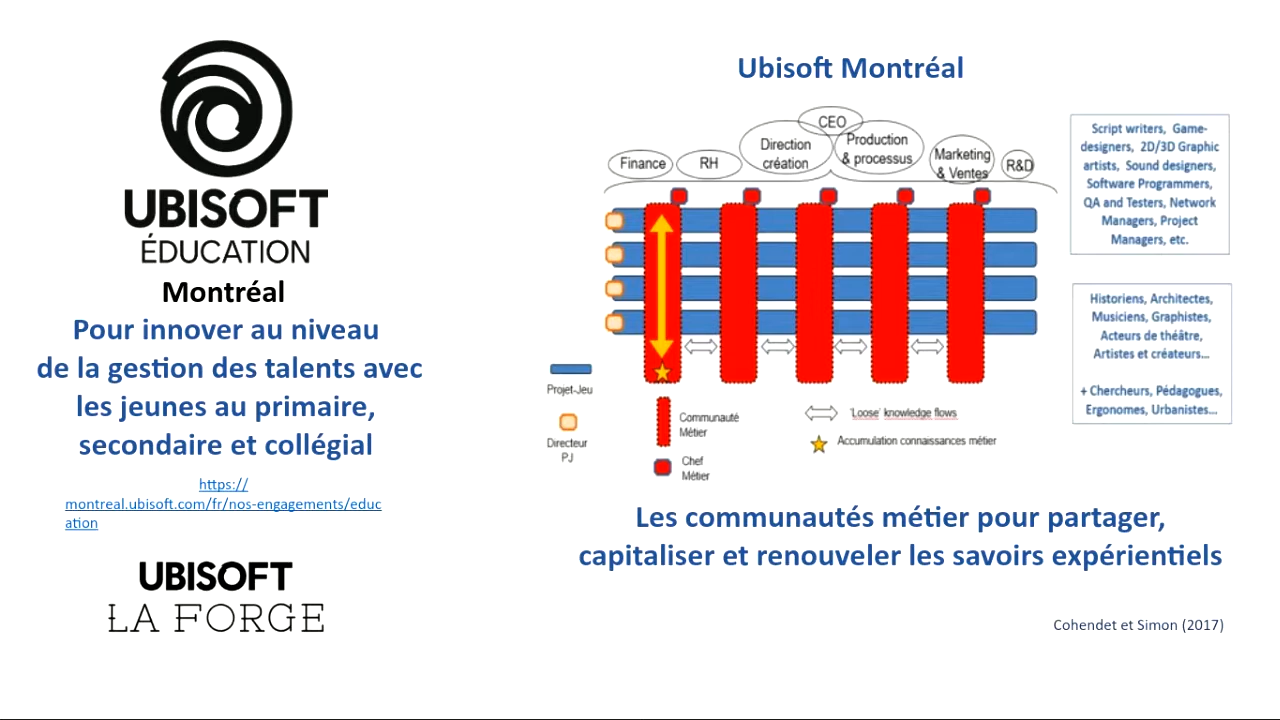 UBISOFT
ÉDUCATION
Montréal
Pour innover au niveau
de la gestion des talents avec
les jeunes au primaire,
secondaire et collégial
https://
montreal.ubisoft.com/fr/nos-engagements/educ
ation
UBISOFT
LA FORGE
Ubisoft Montréal
CEO
Finance
RH
Direction
création
Production
& processus
Marketing
& Ventes
R&D
Projet-Jeu
Directeur
PJ
Communauté
Métier
Chef
Métier
'Loose' knowledge flows
Accumulation connaissances métier
Script writers, Game-
designers, 2D/3D Graphic
artists, Sound designers,
Software Programmers,
QA and Testers, Network
Managers, Project
Managers, etc.
Historiens, Architectes,
Musiciens, Graphistes,
Acteurs de théâtre,
Artistes et créateurs...
+ Chercheurs, Pédagogues,
Ergonomes, Urbanistes...
Les communautés métier pour partager,
capitaliser et renouveler les savoirs expérientiels
Cohendet et Simon (2017)